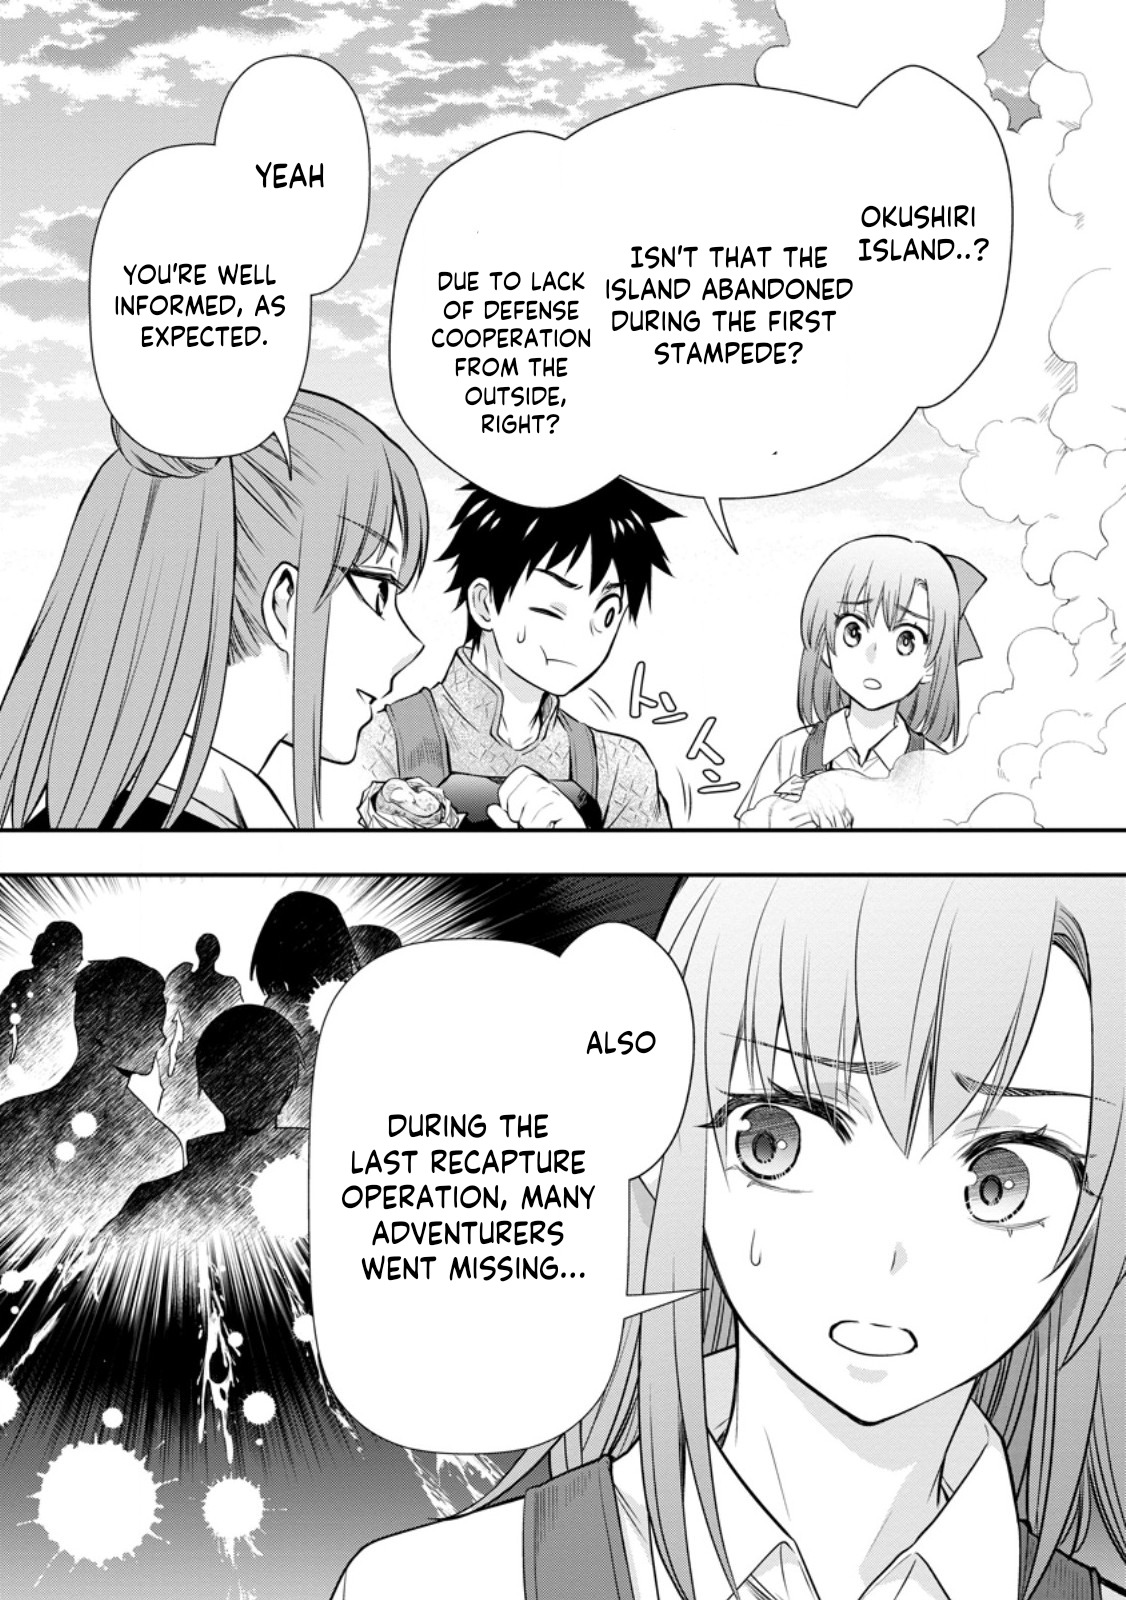 OKUSHIRI
ISLAND..?
ISN'T THAT THE
ISLAND ABANDONED
DURING THE FIRST
STAMPEDE?
DUE TO LACK
OF DEFENSE
COOPERATION
FROM THE
OUTSIDE,
RIGHT?
YEAH
YOU'RE WELL
INFORMED, AS
EXPECTED.
トントン
ALSO
DURING THE
LAST RECAPTURE
OPERATION, MANY
ADVENTURERS
WENT MISSING...